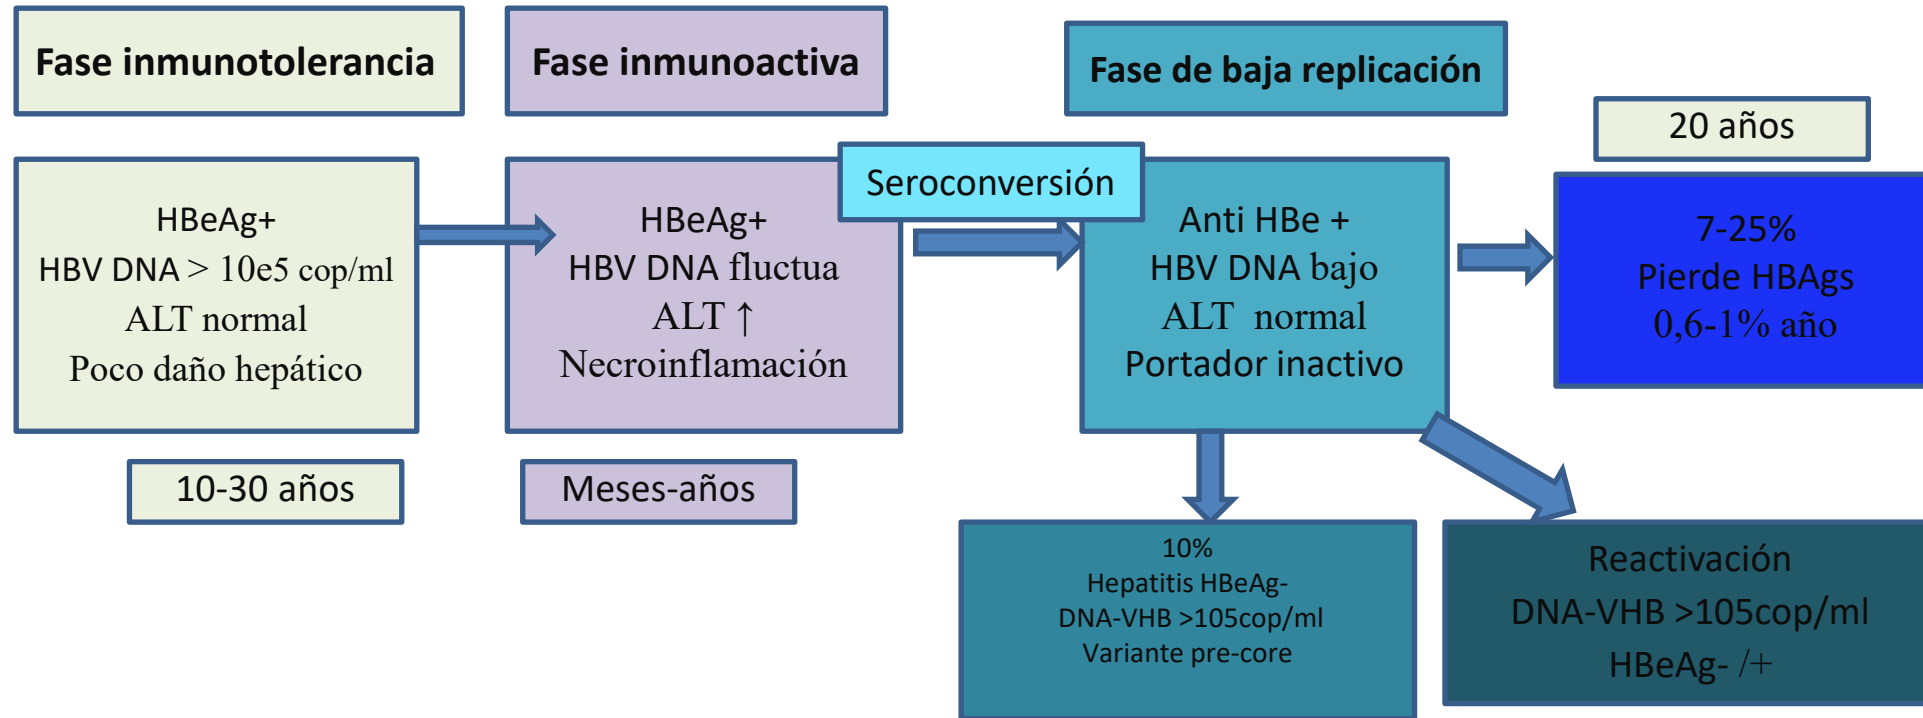 Fase inmunotolerancia
HBeAg+
HBV DNA > 10e5 cop/ml
ALT normal
Poco daño hepático
10-30 años
Fase inmunoactiva
HBeAg+
HBV DNA fluctua
ALT ↑
Necroinflamación
Meses-años
Seroconversión
Fase de baja replicación
Anti HBe +
HBV DNA bajo
ALT normal
Portador inactivo
20 años
7-25%
Pierde HBAgs
0,6-1% año
10%
Hepatitis HBeAg-
DNA-VHB >105cop/ml
Variante pre-core
Reactivación
DNA-VHB >105cop/ml
HBeAg- /+